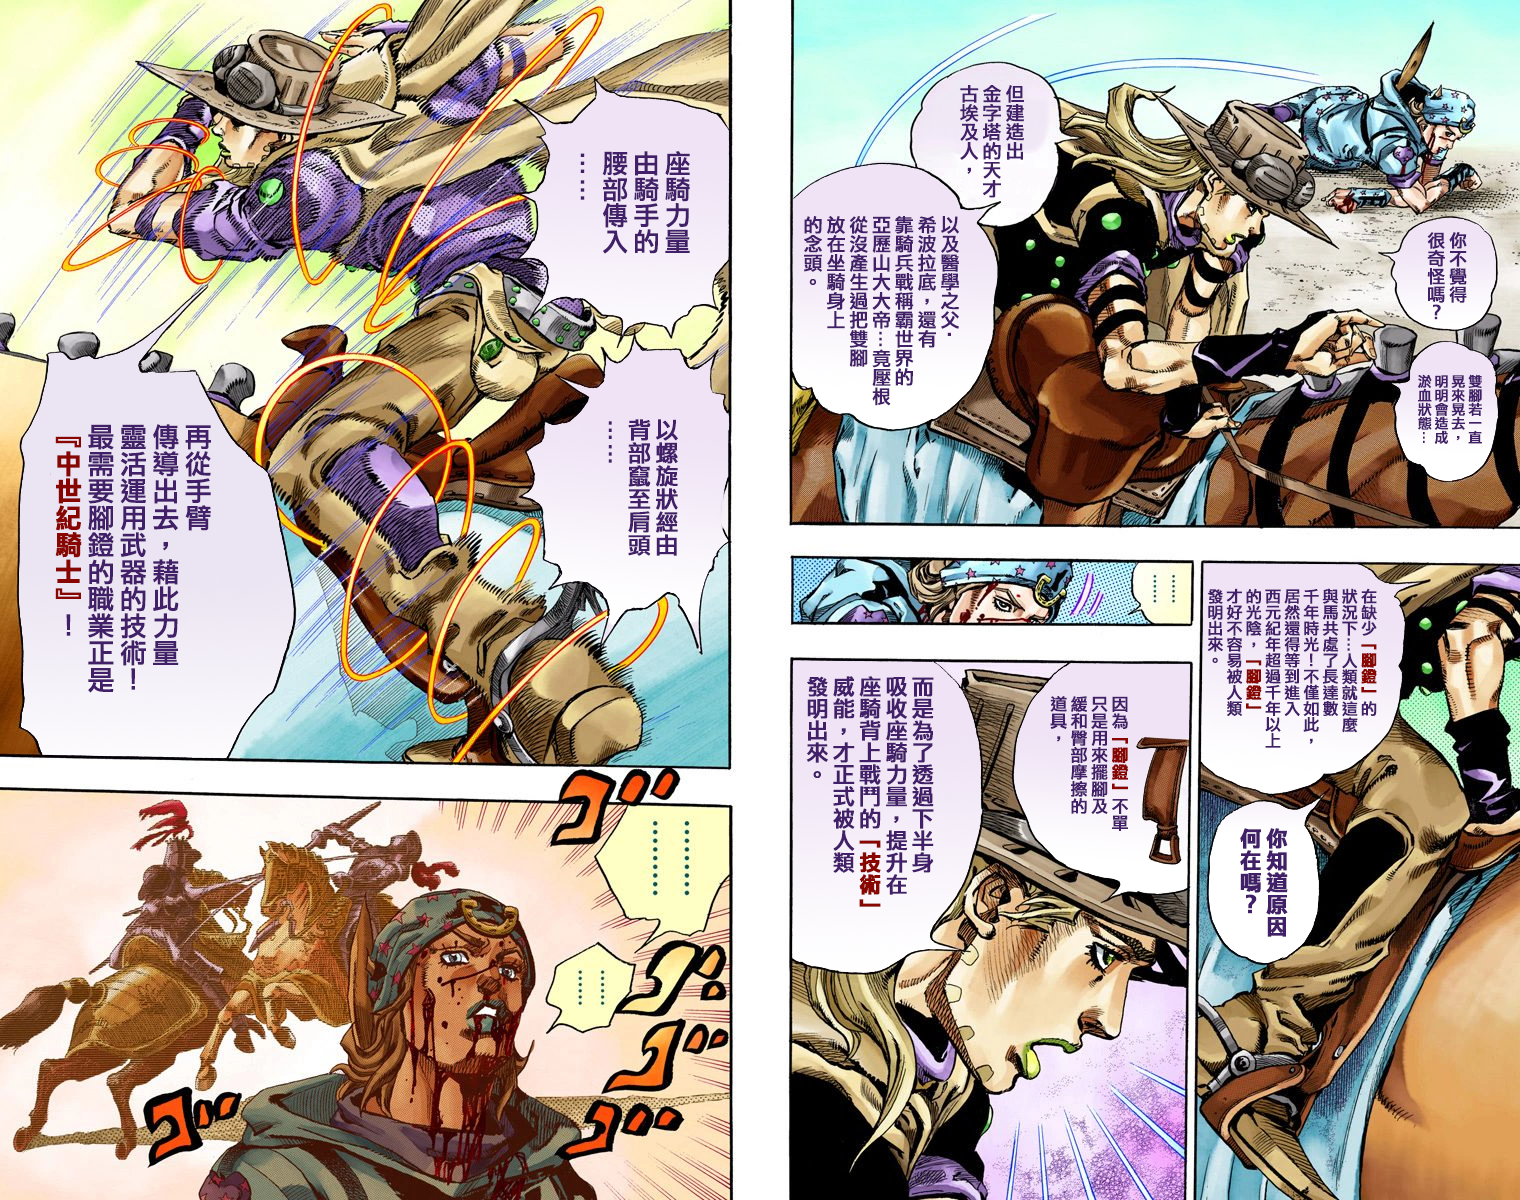 但建造出
金字塔的天才
古埃及人，
以及醫學之父．
希波拉底，還有
靠騎兵戰稱霸世界的
亞歷山大大帝…竟壓根
從沒產生過把雙腳
放在坐騎身上
的念頭。
你不覺得
很奇怪嗎？
雙腳若一直
晃來晃去，
明明會造成
淤血狀態…
在缺少「腳鐙」的
狀況下…人類就這麼
與馬共處了長達數
千年時光！不僅如此，
居然還得等到進入
西元紀年超過千年以上
的光陰，「腳鐙」
才好不容易被人類
發明出來。
……
你知道原因
何在嗎？
因為「腳鐙」不單
只是用來擺腳及
緩和臀部摩擦的
道具，
而是為了透過下半身
吸收座騎力量，提升在
座騎背上戰鬥的「技術」
威能，才正式被人類
發明出來。
座騎力量
由騎手的
腰部傳入
……
以螺旋狀經由
背部竄至肩頭
……
再從手臂
傳導出去，藉此力量
靈活運用武器的技術！
最需要腳鐙的職業正是
『中世紀騎士』！
ゴ
…………
ゴ
……
ゴ
ゴ
ゴ